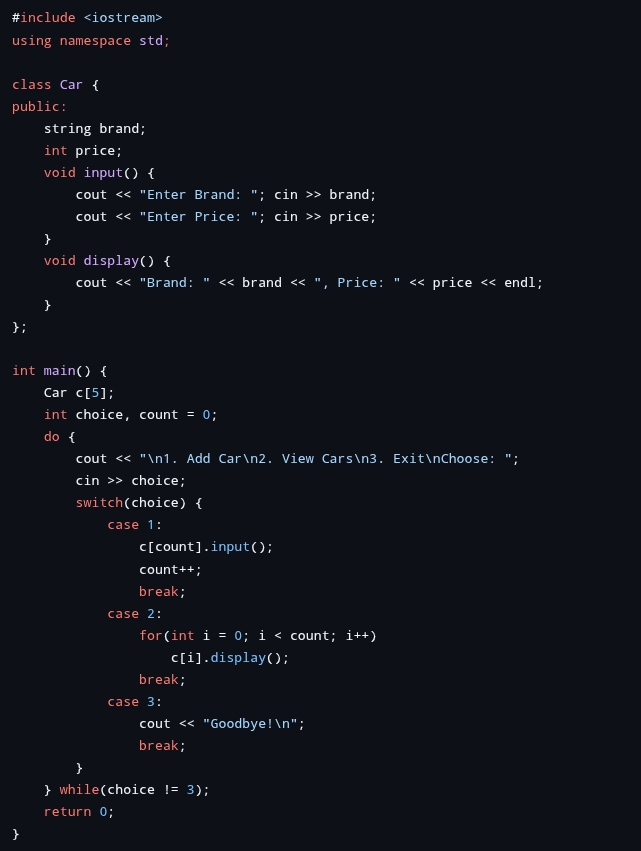 #include <iostream>
using namespace std;

class Car {
public:
    string brand;
    int price;
    void input() {
        cout << "Enter Brand: "; cin >> brand;
        cout << "Enter Price: "; cin >> price;
    }
    void display() {
        cout << "Brand: " << brand << ", Price: " << price << endl;
    }
};

int main() {
    Car c[5];
    int choice, count = 0;
    do {
        cout << "\n1. Add Car\n2. View Cars\n3. Exit\nChoose: ";
        cin >> choice;
        switch(choice) {
            case 1:
                c[count].input();
                count++;
                break;
            case 2:
                for(int i = 0; i < count; i++)
                    c[i].display();
                break;
            case 3:
                cout << "Goodbye!\n";
                break;
        }
    } while(choice != 3);
    return 0;
}